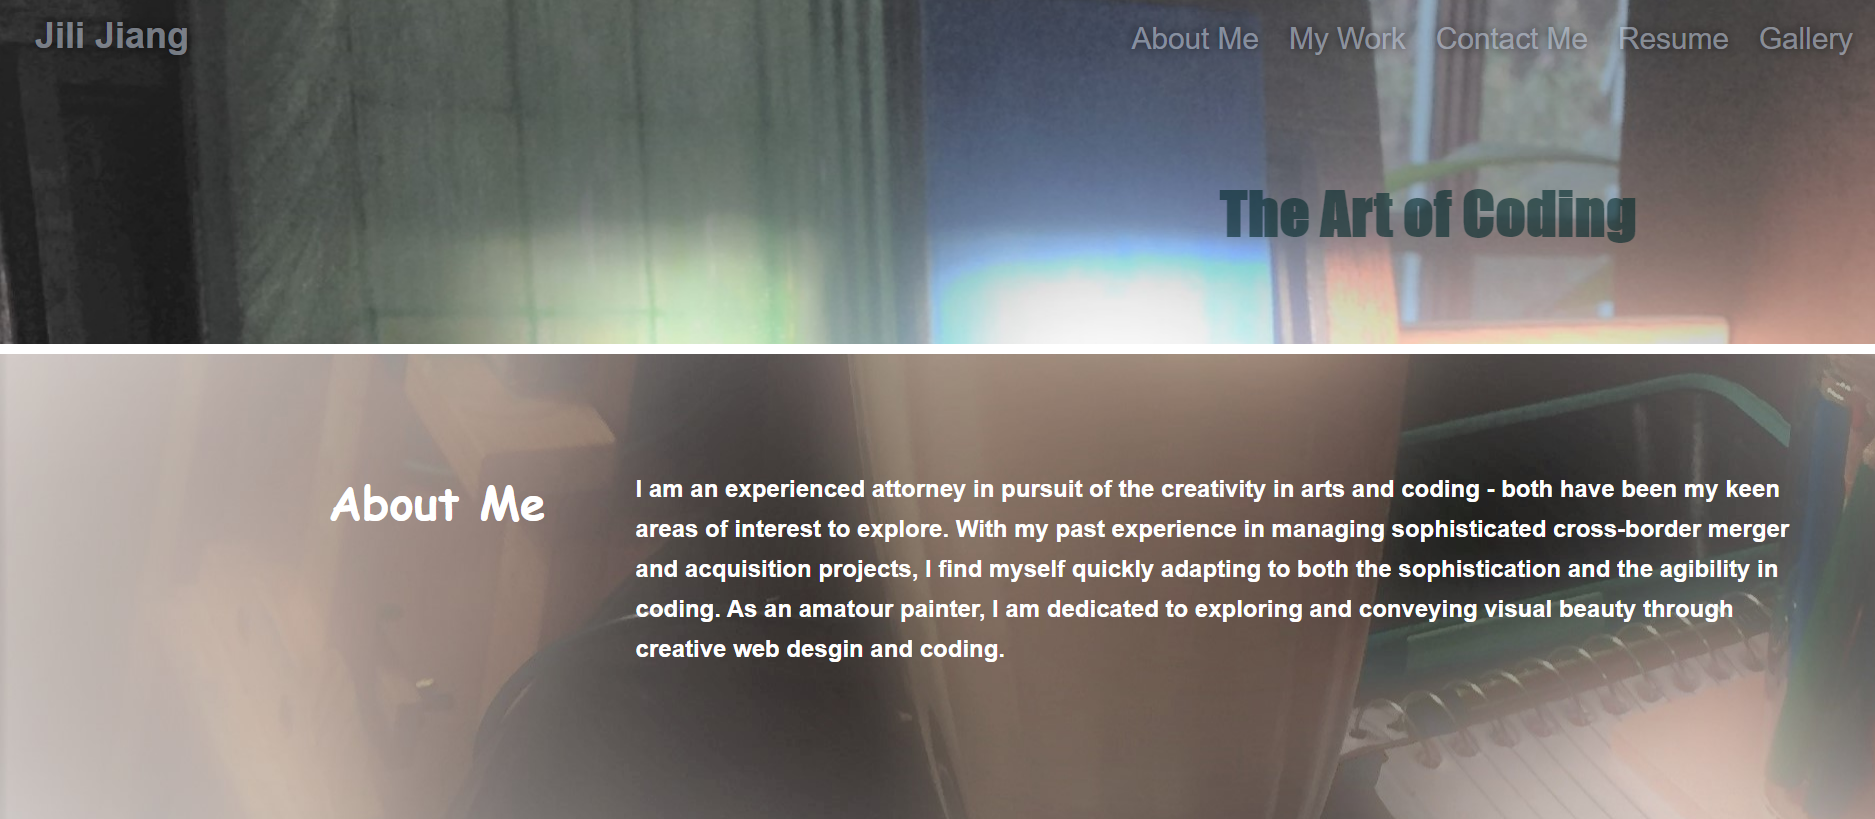 Jili Jiang
About Me My Work Contact Me Resume Gallery
The Art of Coding
About Me
I am an experienced attorney in pursuit of the creativity in arts and coding - both have been my keen
areas of interest to explore. With my past experience in managing sophisticated cross-border merger
and acquisition projects, I find myself quickly adapting to both the sophistication and the agibility in
coding. As an amatour painter, I am dedicated to exploring and conveying visual beauty through
creative web desgin and coding.